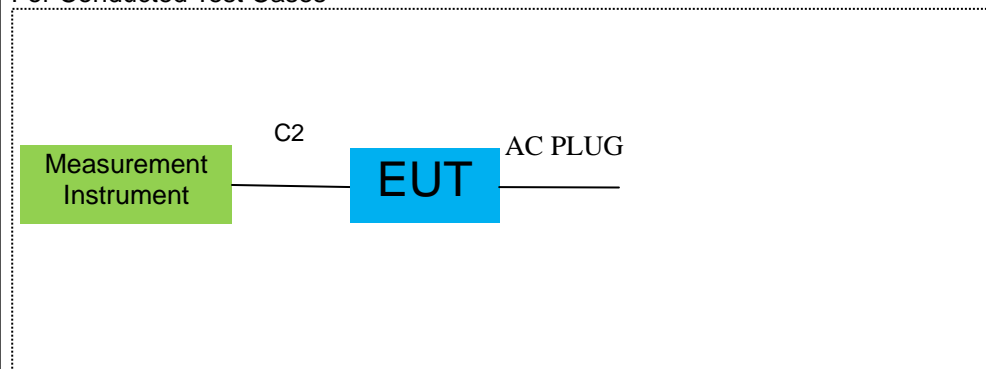 For Conducted Test Cases
C2
AC PLUG
Measurement
Instrument
EUT